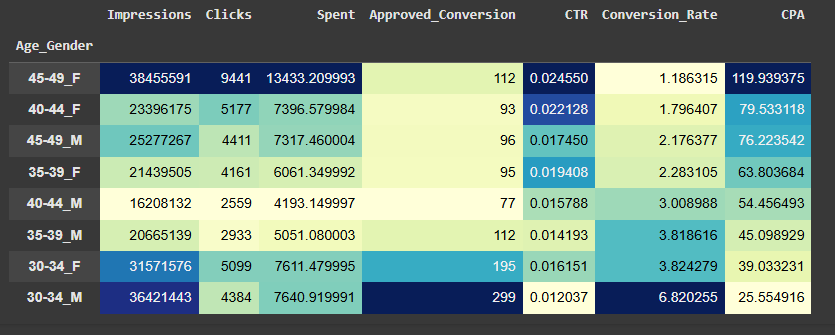 Impressions Clicks Spent Approved_Conversion CTR Conversion_Rate CPA
Age_Gender
45-49_F 38455591 9441 13433.209993 112 0.024550 1.186315 119.939375
40-44_F 23396175 5177 7396.579984 93 0.022128 1.796407 79.533118
45-49_M 25277267 4411 7317.460004 96 0.017450 2.176377 76.223542
35-39_F 21439505 4161 6061.349992 95 0.019408 2.283105 63.803684
40-44_M 16208132 2559 4193.149997 77 0.015788 3.008988 54.456493
35-39_M 20665139 2933 5051.080003 112 0.014193 3.818616 45.098929
30-34_F 31571576 5099 7611.479995 195 0.016151 3.824279 39.033231
30-34_M 36421443 4384 7640.919991 299 0.012037 6.820255 25.554916